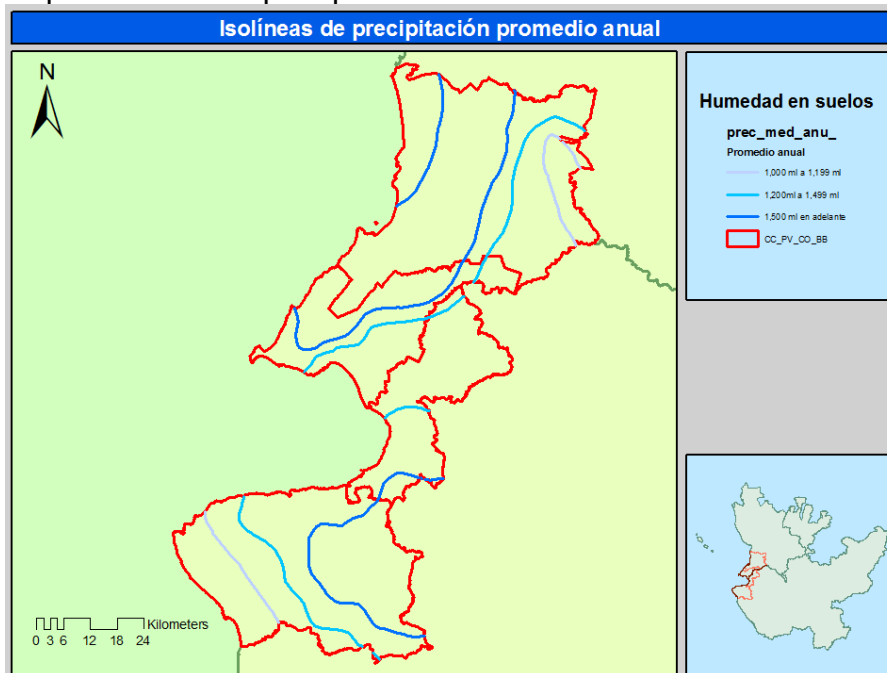 Isolíneas de precipitación promedio anual
N
Humedad en suelos
prec_med_anu_
Promedio anual
1,000 ml a 1,199 ml
1,200ml a 1,499 ml
1,500 ml en adelante
CC_PV_CO_BB
Kilometers
0 3 6 12 18 24